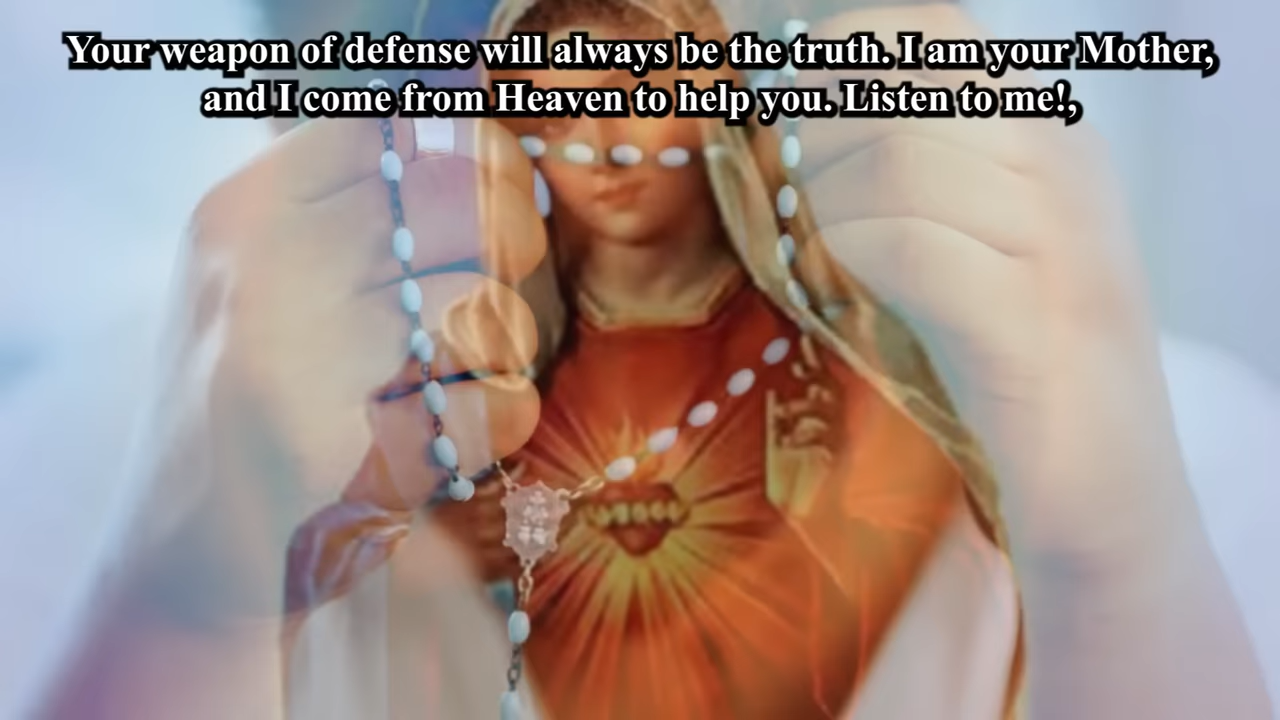 Your weapon of defense will always be the truth. I am your Mother,
and I come from Heaven to help you. Listen to me!,